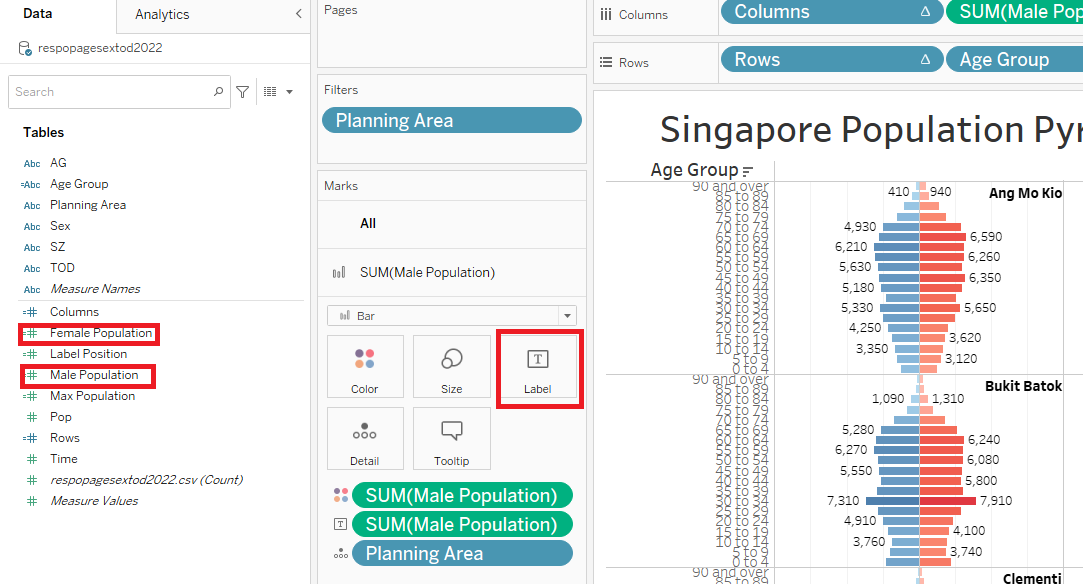 Data
Analytics
respopagesextod2022
Search
Tables
Abc AG
=Abc Age Group
Abc Planning Area
Abc Sex
Abc SZ
Abc TOD
Abc Measure Names
=# Columns
=# Female Population
=# Label Position
=# Male Population
=# Max Population
# Pop
=# Rows
# Time
# respopagesextod2022.csv (Count)
# Measure Values
Pages
Filters
Planning Area
Marks
All
SUM(Male Population)
Bar
Color
Size
T
Label
Detail
Tooltip
SUM(Male Population)
T SUM(Male Population)
Planning Area
Columns
Columns Δ
SUM(Male Pop
Rows
Rows Δ
Age Group
Singapore Population Pyr
Age Group
Ang Mo Kio
90 and over
85 to 89 410 940
80 to 84
75 to 79
70 to 74 4,930
65 to 69 6,590
60 to 64 6,210
55 to 59 6,260
50 to 54 5,630
45 to 49 6,350
40 to 44 5,180
35 to 39
30 to 34 5,330 5,650
25 to 29
20 to 24 4,250
15 to 19 3,620
10 to 14 3,350
5 to 9 3,120
0 to 4
Bukit Batok
90 and over
85 to 89
80 to 84 1,090 1,310
75 to 79
70 to 74
65 to 69 5,280
60 to 64 6,240
55 to 59 6,270
50 to 54 6,080
45 to 49 5,550
40 to 44 5,800
35 to 39
30 to 34 7,310 7,910
25 to 29
20 to 24 4,910
15 to 19 4,100
10 to 14 3,760
5 to 9 3,740
0 to 4
90 and over
85 to 89
Clementi